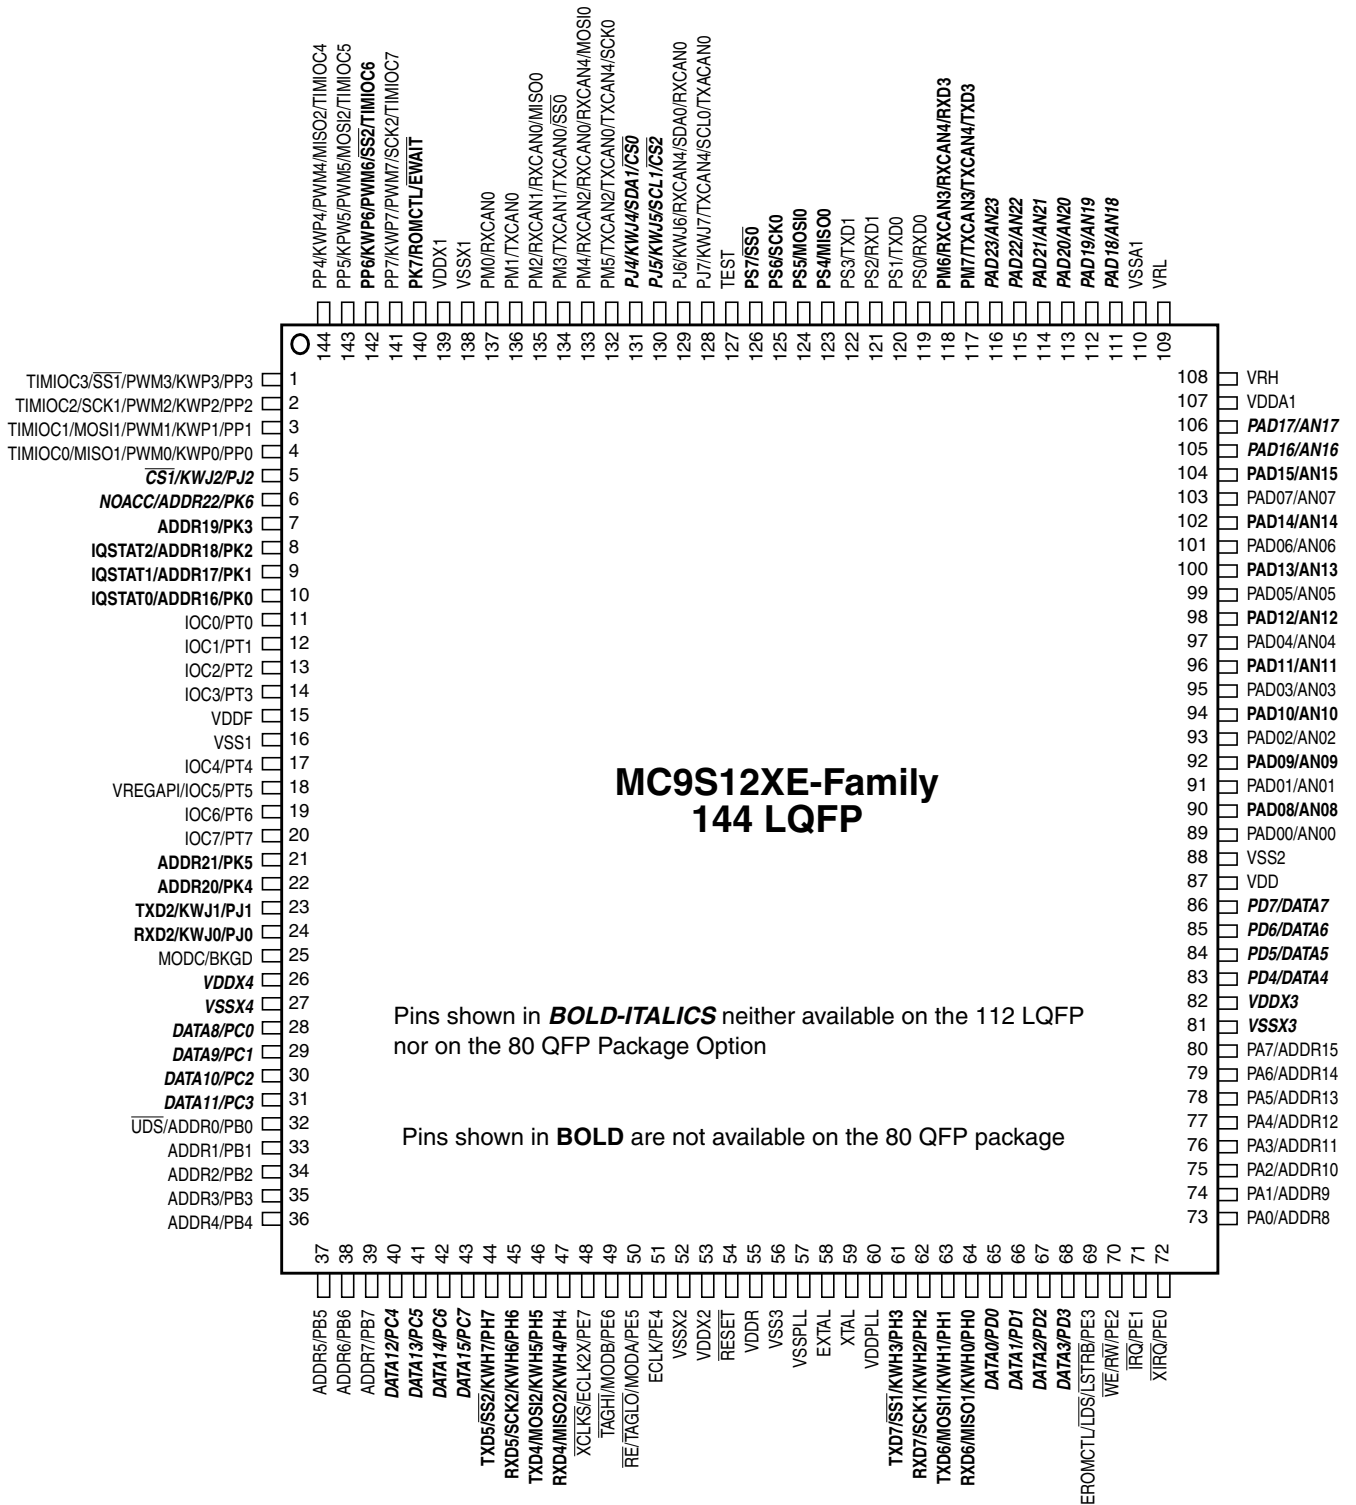 PP4/KWP4/PWM4/MISO2/TIMIOC4
PP5/KPW5/PWM5/MOSI2/TIMIOC5
PP6/KWP6/PWM6/SS2/TIMIOC6
PP7/KWP7/PWM7/SCK2/TIMIOC7
PK7/ROMCTL/EWAIT
VDDX1
VSSX1
PM0/RXCAN0
PM1/TXCAN0
PM2/RXCAN1/RXCAN0/MISO0
PM3/TXCAN1/TXCAN0/SS0
PM4/RXCAN2/RXCAN0/RXCAN4/MOSI0
PM5/TXCAN2/TXCAN0/TXCAN4/SCK0
PJ4/KWJ4/SDA1/CS0
PJ5/KWJ5/SCL1/CS2
PJ6/KWJ6/RXCAN4/SDA0/RXCAN0
PJ7/KWJ7/TXCAN4/SCL0/TXACAN0
TEST
PS7/SS0
PS6/SCK0
PS5/MOSI0
PS4/MISO0
PS3/TXD1
PS2/RXD1
PS1/TXD0
PS0/RXD0
PM6/RXCAN3/RXCAN4/RXD3
PM7/TXCAN3/TXCAN4/TXD3
PAD23/AN23
PAD22/AN22
PAD21/AN21
PAD20/AN20
PAD19/AN19
PAD18/AN18
VSSA1
VRL
144
143
142
141
140
139
138
137
136
135
134
133
132
131
130
129
128
127
126
125
124
123
122
121
120
119
118
117
116
115
114
113
112
111
110
109
TIMIOC3/SS1/PWM3/KWP3/PP3 1
TIMIOC2/SCK1/PWM2/KWP2/PP2 2
TIMIOC1/MOSI1/PWM1/KWP1/PP1 3
TIMIOC0/MISO1/PWM0/KWP0/PP0 4
CS1/KWJ2/PJ2 5
NOACC/ADDR22/PK6 6
ADDR19/PK3 7
IQSTAT2/ADDR18/PK2 8
IQSTAT1/ADDR17/PK1 9
IQSTAT0/ADDR16/PK0 10
IOC0/PT0 11
IOC1/PT1 12
IOC2/PT2 13
IOC3/PT3 14
VDDF 15
VSS1 16
IOC4/PT4 17
VREGAPI/IOC5/PT5 18
IOC6/PT6 19
IOC7/PT7 20
ADDR21/PK5 21
ADDR20/PK4 22
TXD2/KWJ1/PJ1 23
RXD2/KWJ0/PJ0 24
MODC/BKGD 25
VDDX4 26
VSSX4 27
DATA8/PC0 28
DATA9/PC1 29
DATA10/PC2 30
DATA11/PC3 31
UDS/ADDR0/PB0 32
ADDR1/PB1 33
ADDR2/PB2 34
ADDR3/PB3 35
ADDR4/PB4 36
MC9S12XE-Family
144 LQFP
Pins shown in BOLD-ITALICS neither available on the 112 LQFP
nor on the 80 QFP Package Option
Pins shown in BOLD are not available on the 80 QFP package
108 VRH
107 VDDA1
106 PAD17/AN17
105 PAD16/AN16
104 PAD15/AN15
103 PAD07/AN07
102 PAD14/AN14
101 PAD06/AN06
100 PAD13/AN13
99 PAD05/AN05
98 PAD12/AN12
97 PAD04/AN04
96 PAD11/AN11
95 PAD03/AN03
94 PAD10/AN10
93 PAD02/AN02
92 PAD09/AN09
91 PAD01/AN01
90 PAD08/AN08
89 PAD00/AN00
88 VSS2
87 VDD
86 PD7/DATA7
85 PD6/DATA6
84 PD5/DATA5
83 PD4/DATA4
82 VDDX3
81 VSSX3
80 PA7/ADDR15
79 PA6/ADDR14
78 PA5/ADDR13
77 PA4/ADDR12
76 PA3/ADDR11
75 PA2/ADDR10
74 PA1/ADDR9
73 PA0/ADDR8
37
38
39
40
41
42
43
44
45
46
47
48
49
50
51
52
53
54
55
56
57
58
59
60
61
62
63
64
65
66
67
68
69
70
71
72
ADDR5/PB5
ADDR6/PB6
ADDR7/PB7
DATA12/PC4
DATA13/PC5
DATA14/PC6
DATA15/PC7
TXD5/SS2/KWH7/PH7
RXD5/SCK2/KWH6/PH6
TXD4/MOSI2/KWH5/PH5
RXD4/MISO2/KWH4/PH4
XCLKS/ECLK2X/PE7
TAGHI/MODB/PE6
RE/TAGLO/MODA/PE5
ECLK/PE4
VSSX2
VDDX2
RESET
VDDR
VSS3
VSSPLL
EXTAL
XTAL
VDDPLL
TXD7/SS1/KWH3/PH3
RXD7/SCK1/KWH2/PH2
TXD6/MOSI1/KWH1/PH1
RXD6/MISO1/KWH0/PH0
DATA0/PD0
DATA1/PD1
DATA2/PD2
DATA3/PD3
EROMCTL/LDS/LSTRB/PE3
WE/RW/PE2
IRQ/PE1
XIRQ/PE0